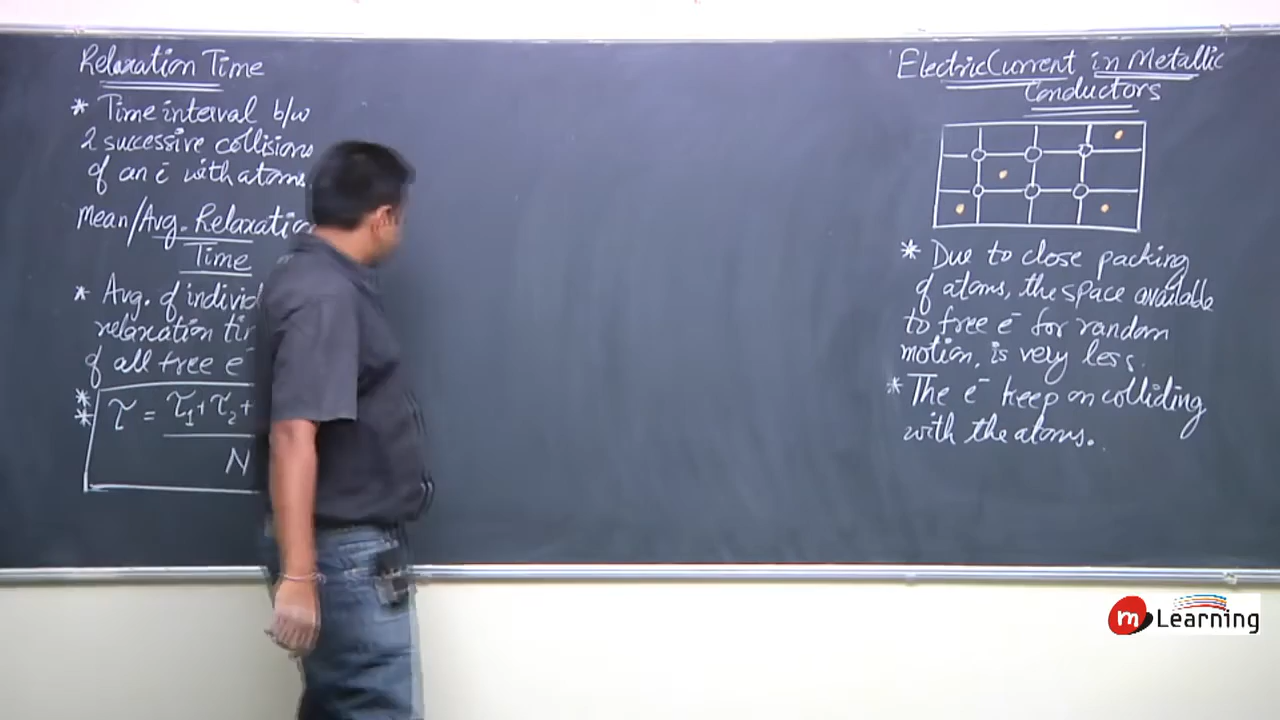 Relaxation Time
* Time interval b/w
2 successive collisions
of an e⁻ with atoms.
Mean/Avg. Relaxation
Time
* Avg. of individ
relaxation tim
of all free e⁻
** τ = τ₁+τ₂+
N
Electric Current in Metallic
Conductors
* Due to close packing
of atoms, the space available
to free e⁻ for random
motion, is very less.
* The e⁻ keep on colliding
with the atoms.
m Learning